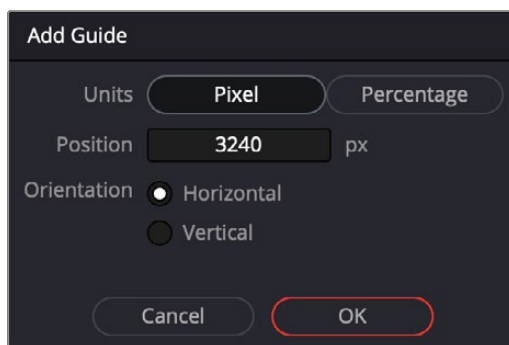 Add Guide
Units Pixel Percentage
Position 3240 px
Orientation Horizontal
Vertical
Cancel OK